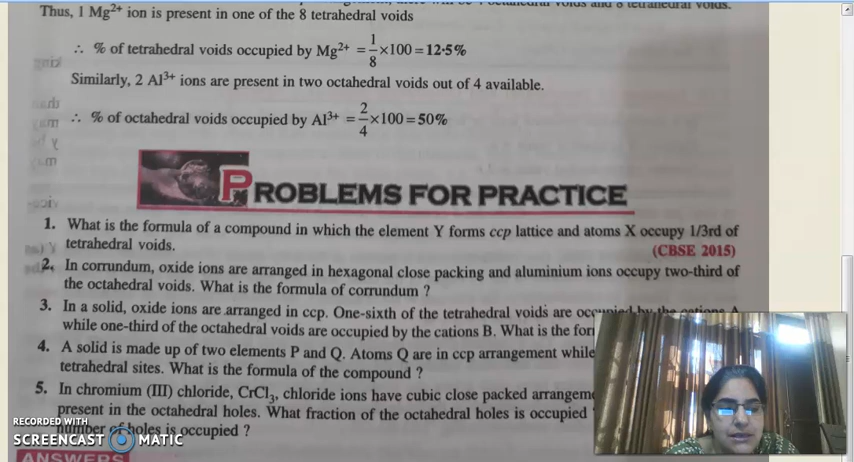 Thus, 1 Mg²⁺ ion is present in one of the 8 tetrahedral voids
∴ % of tetrahedral voids occupied by Mg²⁺ = 1/8 ×100 = 12·5%
Similarly, 2 Al³⁺ ions are present in two octahedral voids out of 4 available.
∴ % of octahedral voids occupied by Al³⁺ = 2/4 ×100 = 50%
PROBLEMS FOR PRACTICE
1. What is the formula of a compound in which the element Y forms ccp lattice and atoms X occupy 1/3rd of
tetrahedral voids. (CBSE 2015)
2. In corrundum, oxide ions are arranged in hexagonal close packing and aluminium ions occupy two-third of
the octahedral voids. What is the formula of corrundum ?
3. In a solid, oxide ions are arranged in ccp. One-sixth of the tetrahedral voids are occupied by the cations A
while one-third of the octahedral voids are occupied by the cations B. What is the
4. A solid is made up of two elements P and Q. Atoms Q are in ccp arrangement while
tetrahedral sites. What is the formula of the compound ?
5. In chromium (III) chloride, CrCl₃, chloride ions have cubic close packed
present in the octahedral holes. What fraction of the octahedral holes is occupied
number of holes is occupied ?
RECORDED WITH
SCREENCAST MATIC
ANSWERS